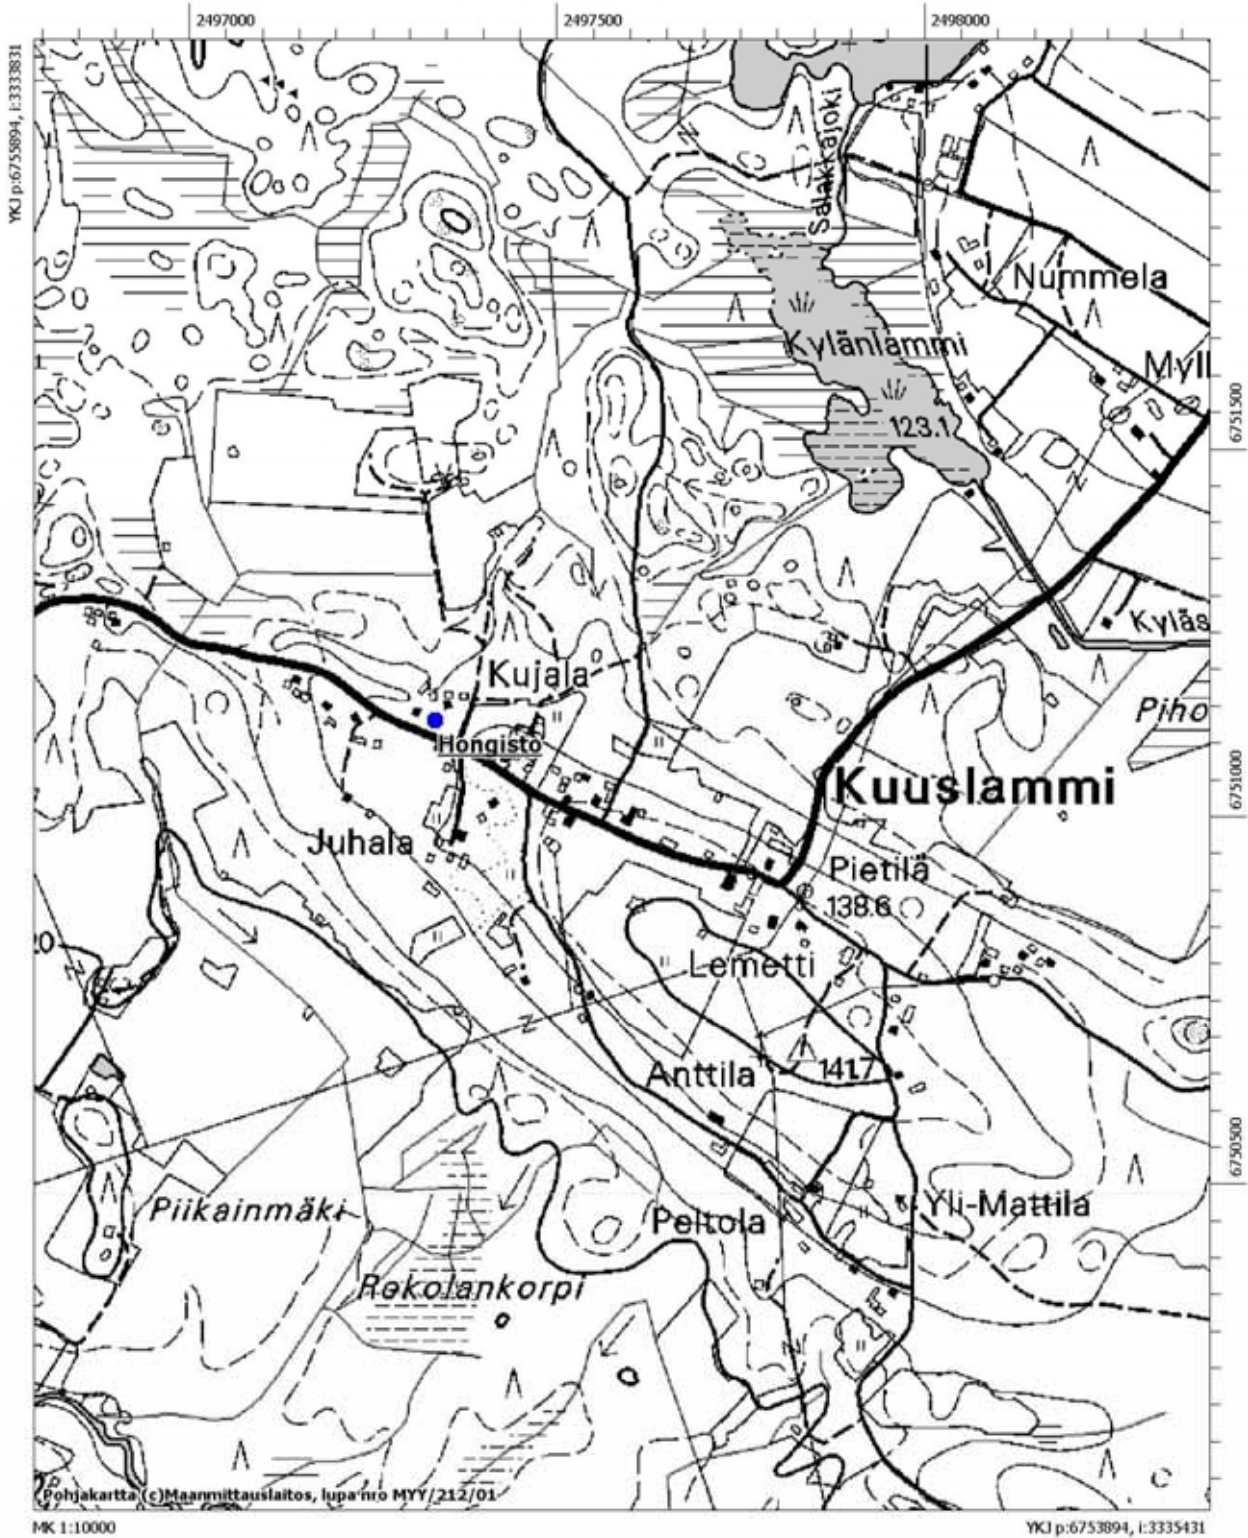 2497000
2497500
2498000
YKJ p:6755894, i:3333831
Salakkajoki
Nummela
Kylänlammi
Myll
123.1
6751500
Kyläs
Kujala
Piho
Hongisto
6751000
Kuuslammi
Juhala
Pietilä
138.6
20
Lemetti
Anttila
141.7
6750500
Piikainmäki
Peltola
Yli-Mattila
Rekolankorpi
Pohjakartta (c)Maanmittauslaitos, lupa nro MYY/212/01
MK 1:10000
YKJ p:6753894, i:3335431